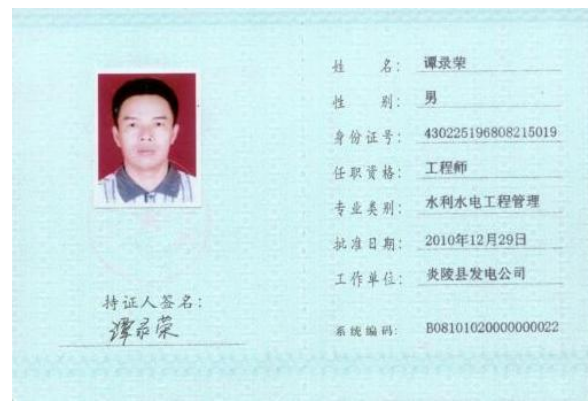 姓 名: 谭录荣
性 别: 男
身份证号: 430225196808215019
任职资格: 工程师
专业类别: 水利水电工程管理
批准日期: 2010年12月29日
工作单位: 炎陵县发电公司
系统编码: B08101020000000022
持证人签名:
谭录荣